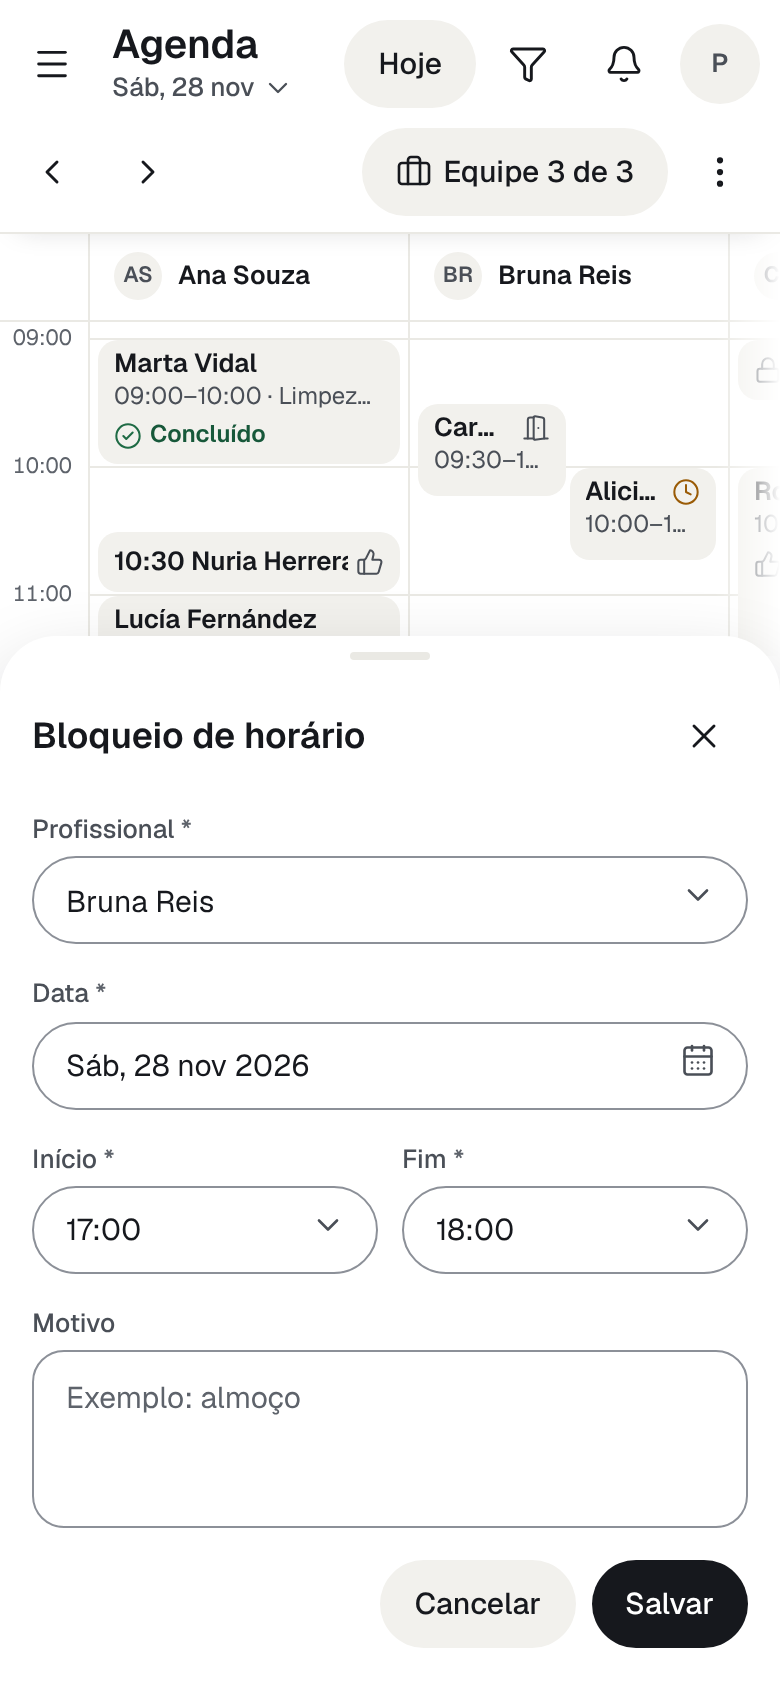 Agenda
Sáb, 28 nov
Hoje
P
Equipe 3 de 3
AS Ana Souza
BR Bruna Reis
09:00
Marta Vidal
09:00–10:00 · Limpez...
Concluído
Car...
09:30–1...
10:00
Alici...
10:00–1...
10:30 Nuria Herrera
11:00
Lucía Fernández
Bloqueio de horário
Profissional *
Bruna Reis
Data *
Sáb, 28 nov 2026
Início *
Fim *
17:00
18:00
Motivo
Exemplo: almoço
Cancelar
Salvar